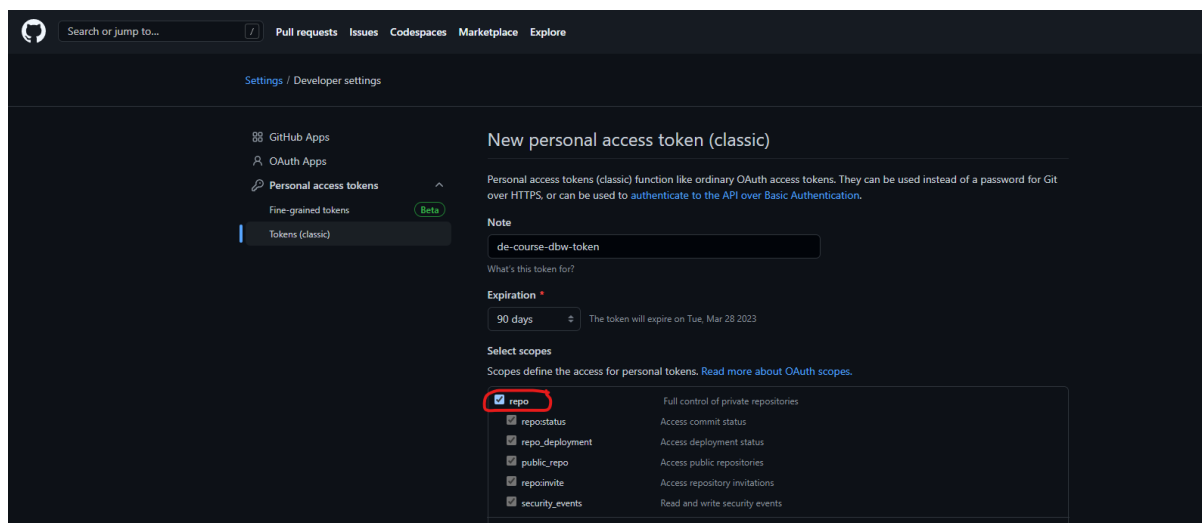 Search or jump to... / Pull requests Issues Codespaces Marketplace Explore
Settings / Developer settings
GitHub Apps
OAuth Apps
Personal access tokens
Fine-grained tokens Beta
Tokens (classic)
New personal access token (classic)
Personal access tokens (classic) function like ordinary OAuth access tokens. They can be used instead of a password for Git
over HTTPS, or can be used to authenticate to the API over Basic Authentication.
Note
de-course-dbw-token
What's this token for?
Expiration *
90 days The token will expire on Tue, Mar 28 2023
Select scopes
Scopes define the access for personal tokens. Read more about OAuth scopes.
repo Full control of private repositories
repo:status Access commit status
repo_deployment Access deployment status
public_repo Access public repositories
repo:invite Access repository invitations
security_events Read and write security events